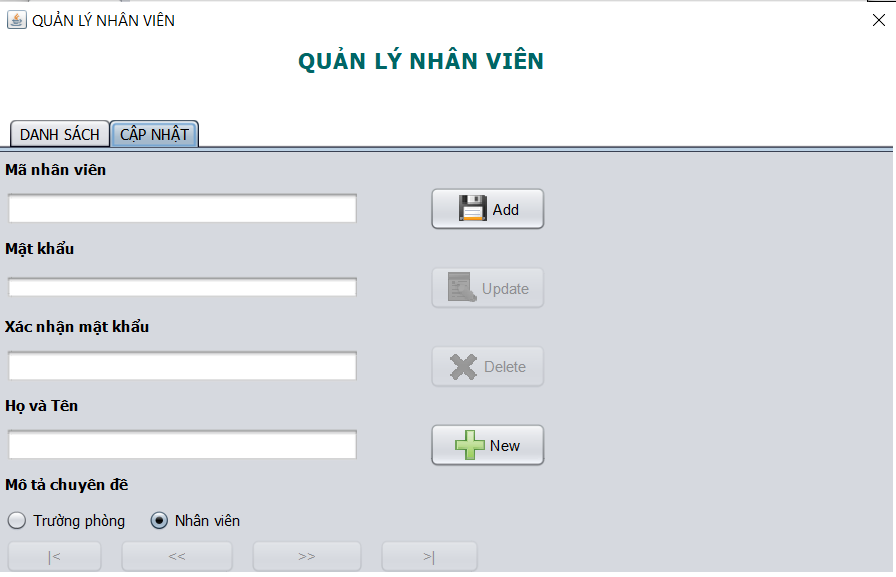 QUẢN LÝ NHÂN VIÊN
QUẢN LÝ NHÂN VIÊN
DANH SÁCH CẬP NHẬT
Mã nhân viên
Add
Mật khẩu
Update
Xác nhận mật khẩu
Delete
Họ và Tên
New
Mô tả chuyên đề
Trường phòng Nhân viên
|< << >> >|